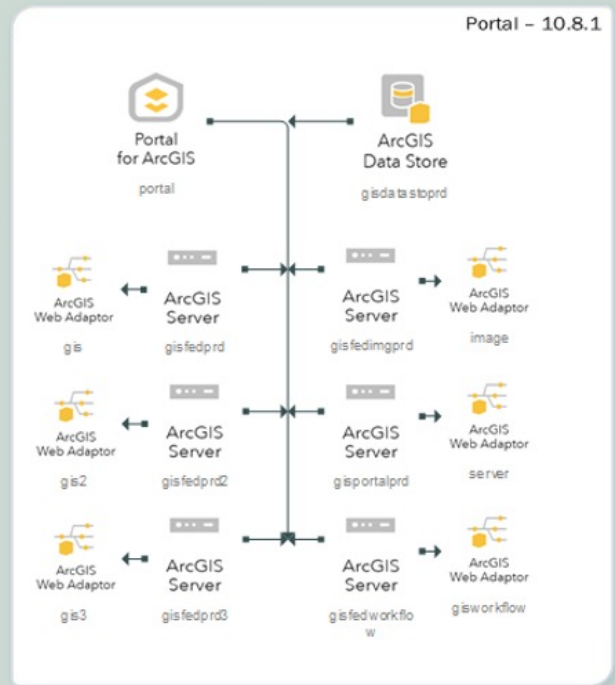 Portal – 10.8.1
Portal
for ArcGIS
portal
ArcGIS
Data Store
gisdatastoprd
ArcGIS
Web Adaptor
gis
ArcGIS
Server
gisfedprd
ArcGIS
Server
gisfedimgprd
ArcGIS
Web Adaptor
image
ArcGIS
Web Adaptor
gis2
ArcGIS
Server
gisfedprd2
ArcGIS
Server
gisportalprd
ArcGIS
Web Adaptor
server
ArcGIS
Web Adaptor
gis3
ArcGIS
Server
gisfedprd3
ArcGIS
Server
gisfedworkflo
w
ArcGIS
Web Adaptor
gisworkflow